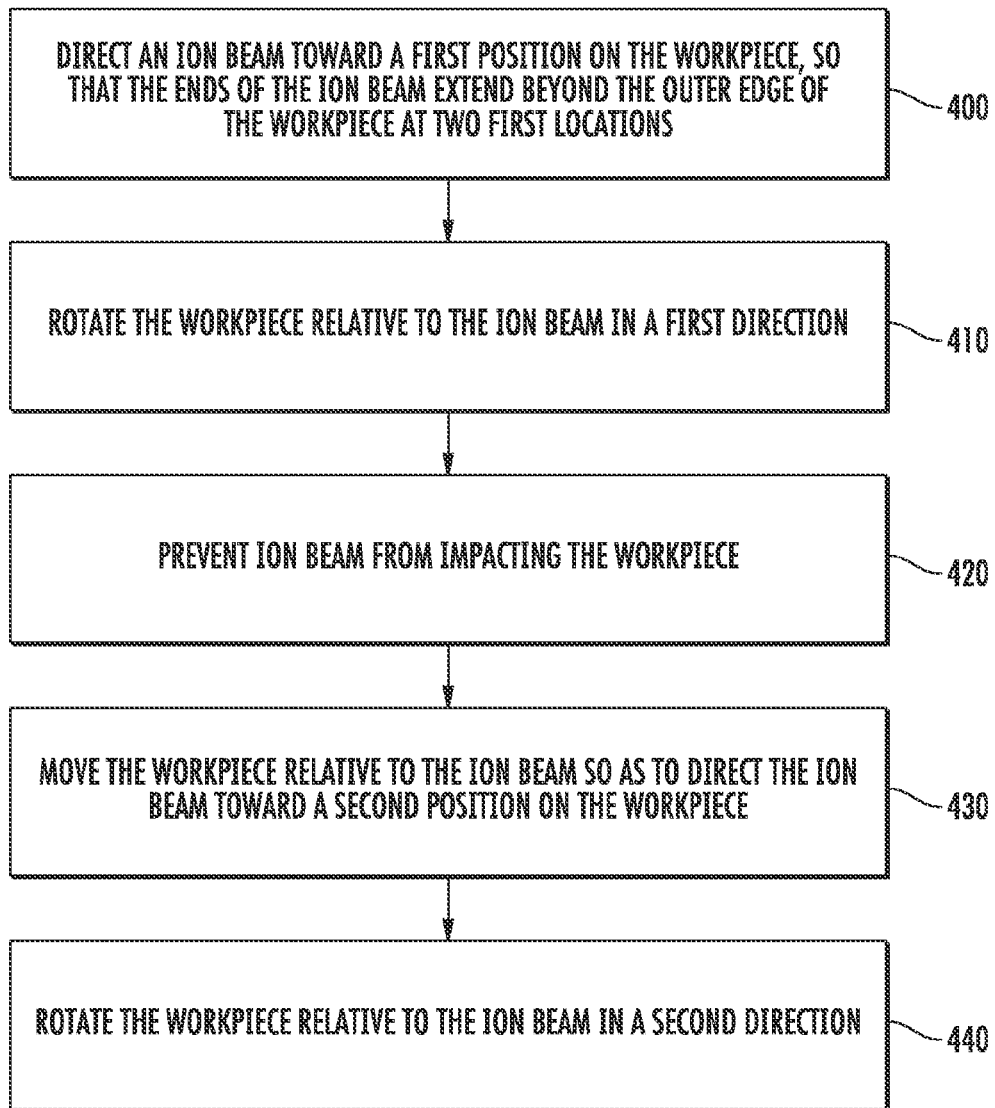 DIRECT AN ION BEAM TOWARD A FIRST POSITION ON THE WORKPIECE, SO
THAT THE ENDS OF THE ION BEAM EXTEND BEYOND THE OUTER EDGE OF
THE WORKPIECE AT TWO FIRST LOCATIONS
400
ROTATE THE WORKPIECE RELATIVE TO THE ION BEAM IN A FIRST DIRECTION
410
PREVENT ION BEAM FROM IMPACTING THE WORKPIECE
420
MOVE THE WORKPIECE RELATIVE TO THE ION BEAM SO AS TO DIRECT THE ION
BEAM TOWARD A SECOND POSITION ON THE WORKPIECE
430
ROTATE THE WORKPIECE RELATIVE TO THE ION BEAM IN A SECOND DIRECTION
440